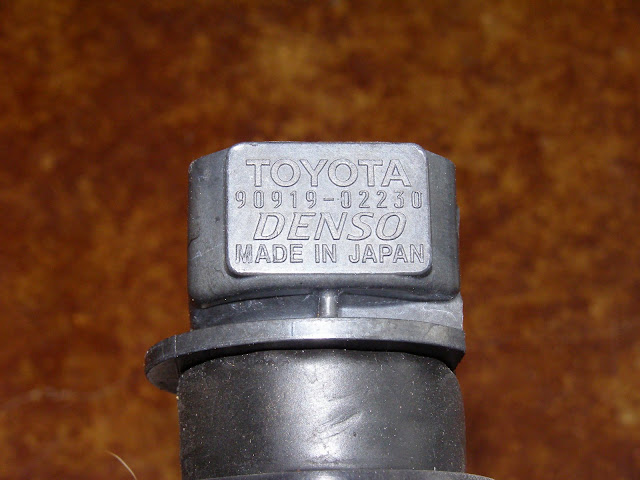 TOYOTA
90919-02230
DENSO
MADE IN JAPAN